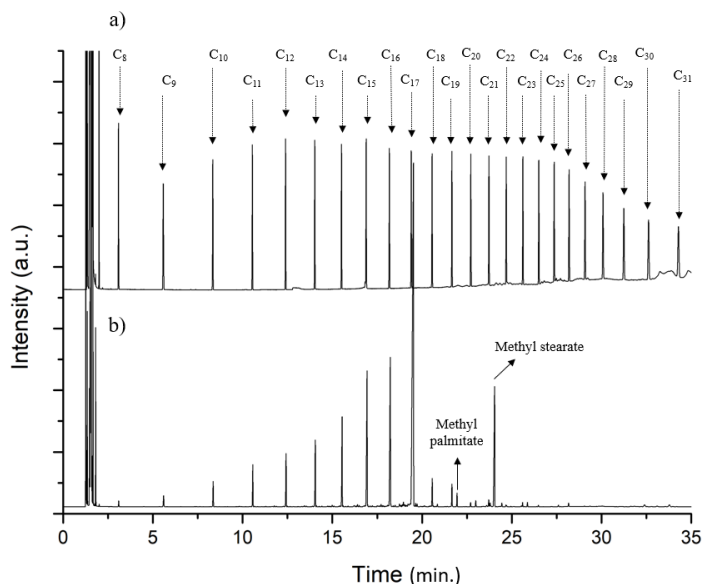 a)
C₈ C₁₀ C₁₂ C₁₄ C₁₆ C₁₈ C₂₀ C₂₂ C₂₄ C₂₆ C₂₈ C₃₀
C₉ C₁₁ C₁₃ C₁₅ C₁₇ C₁₉ C₂₁ C₂₃ C₂₅ C₂₇ C₂₉ C₃₁
Intensity (a.u.)
b)
Methyl stearate
Methyl
palmitate
0 5 10 15 20 25 30 35
Time (min.)